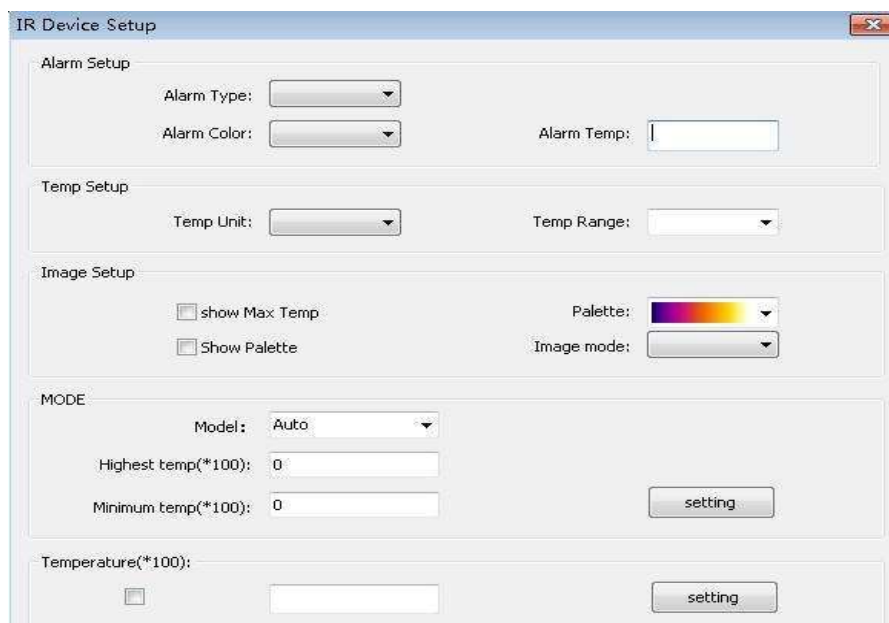 IR Device Setup
Alarm Setup
Alarm Type:
Alarm Color:
Alarm Temp:
Temp Setup
Temp Unit:
Temp Range:
Image Setup
show Max Temp
Palette:
Show Palette
Image mode:
MODE
Model:
Auto
Highest temp(*100):
0
Minimum temp(*100):
0
setting
Temperature(*100):
setting